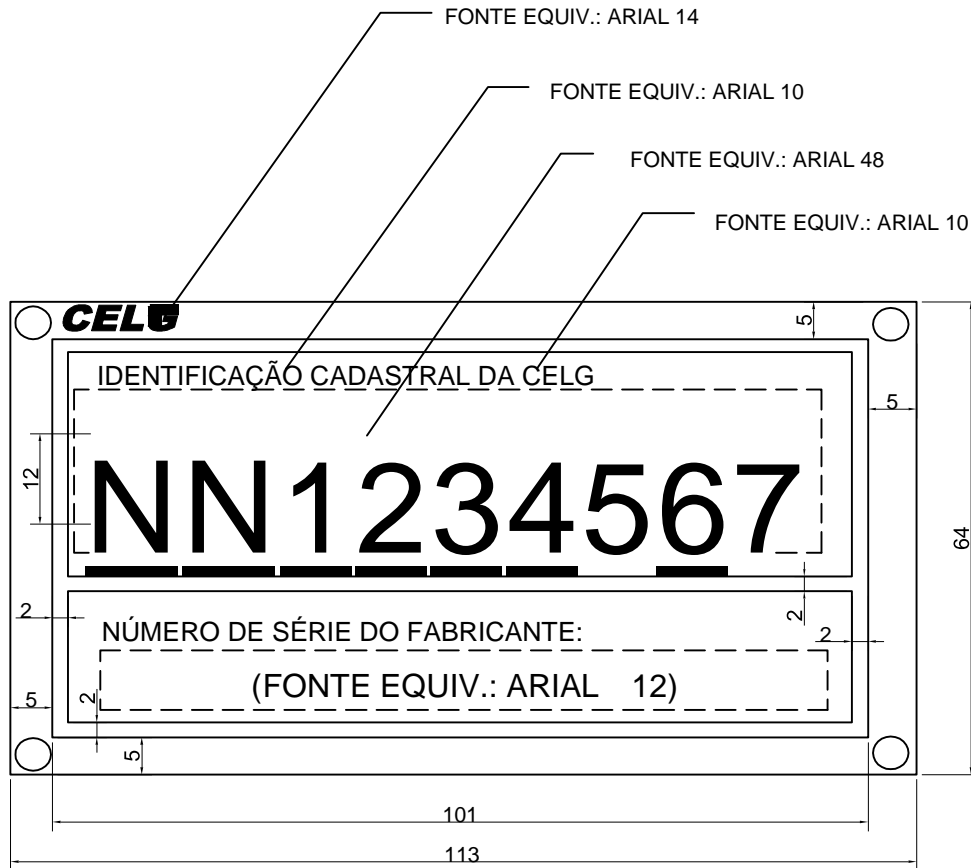 FONTE EQUIV.: ARIAL 14
FONTE EQUIV.: ARIAL 10
FONTE EQUIV.: ARIAL 48
FONTE EQUIV.: ARIAL 10
CELG
5
IDENTIFICAÇÃO CADASTRAL DA CELG
5
12
NN1234567
64
2
2
NÚMERO DE SÉRIE DO FABRICANTE:
2
(FONTE EQUIV.: ARIAL 12)
2
5
5
101
113